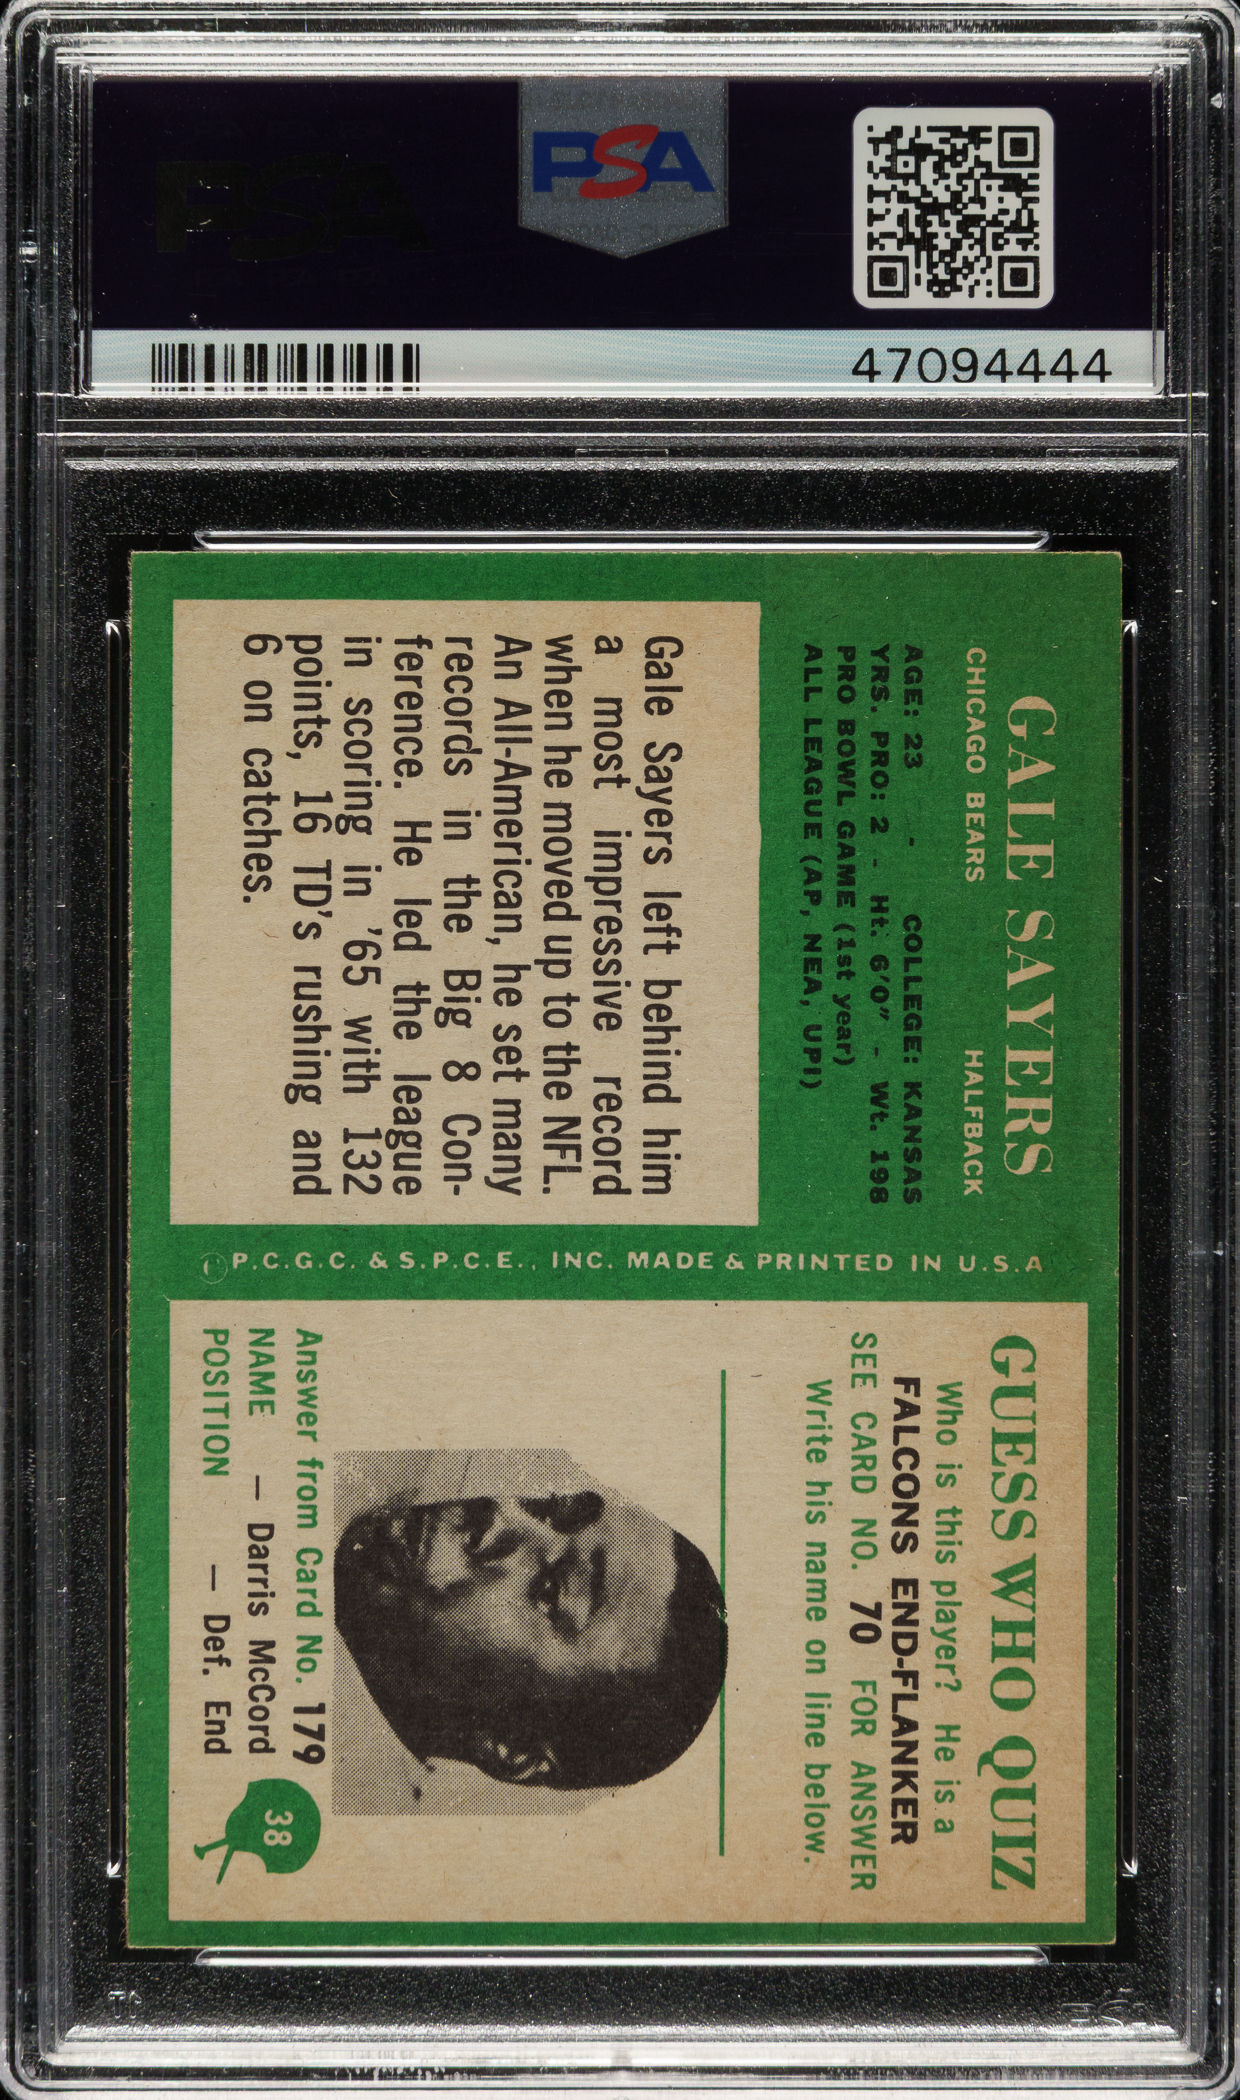 PSA
PSA
47094444
GALE SAYERS
CHICAGO BEARS HALFBACK
AGE: 23 - COLLEGE: KANSAS
YRS. PRO: 2 - Ht. 6'0" - Wt. 198
PRO BOWL GAME (1st year)
ALL LEAGUE (AP, NEA, UPI)
Gale Sayers left behind him
a most impressive record
when he moved up to the NFL.
An All-American, he set many
records in the Big 8 Con-
ference. He led the league
in scoring in '65 with 132
points, 16 TD's rushing and
6 on catches.
© P.C.G.C. & S.P.C.E., INC. MADE & PRINTED IN U.S.A
GUESS WHO QUIZ
Who is this player? He is a
FALCONS END-FLANKER
SEE CARD NO. 70 FOR ANSWER
Write his name on line below.
Answer from Card No. 179
NAME — Darris McCord
POSITION — Def. End
38